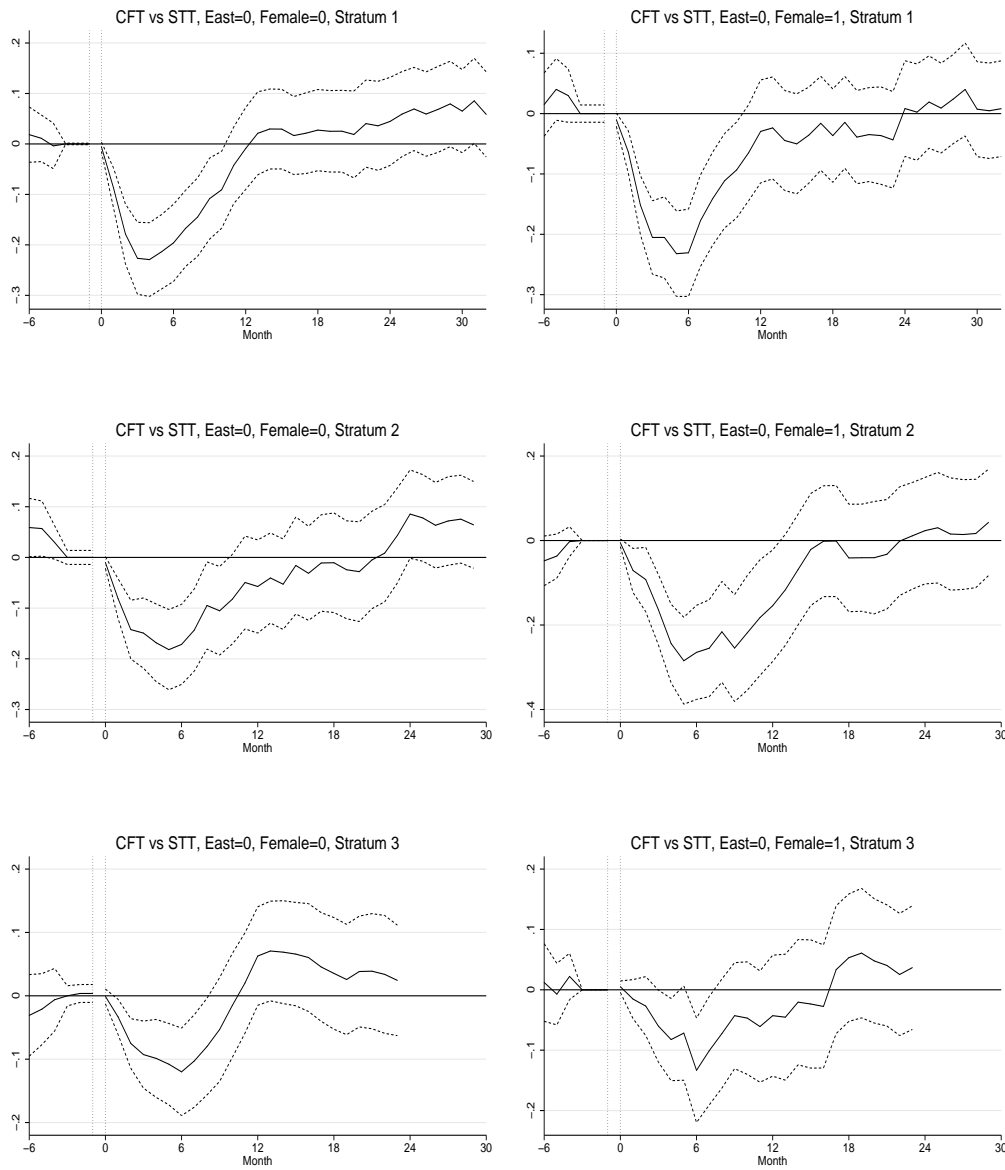 CFT vs STT, East=0, Female=0, Stratum 1
.2
.1
0
−.1
−.2
−.3
−6 0 6 12 18 24 30
Month
CFT vs STT, East=0, Female=1, Stratum 1
.1
0
−.1
−.2
−.3
−6 0 6 12 18 24 30
Month
CFT vs STT, East=0, Female=0, Stratum 2
.2
.1
0
−.1
−.2
−.3
−6 0 6 12 18 24 30
Month
CFT vs STT, East=0, Female=1, Stratum 2
.2
0
−.2
−.4
−6 0 6 12 18 24 30
Month
CFT vs STT, East=0, Female=0, Stratum 3
.2
.1
0
−.1
−.2
−6 0 6 12 18 24 30
Month
CFT vs STT, East=0, Female=1, Stratum 3
.2
.1
0
−.1
−.2
−6 0 6 12 18 24 30
Month